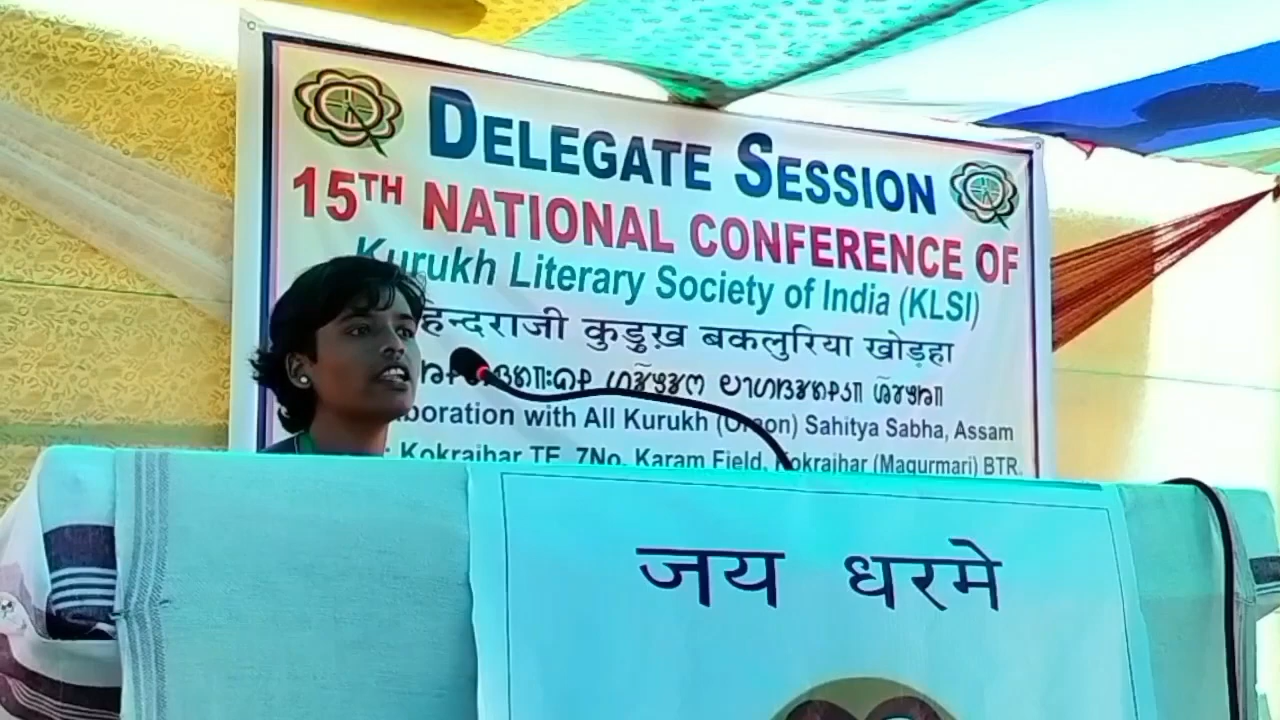 DELEGATE SESSION
15TH NATIONAL CONFERENCE OF
Kurukh Literary Society of India (KLSI)
हिन्दराजी कुड़ुख़ बकलुरिया खोड़हा
boration with All Kurukh (Oraon) Sahitya Sabha, Assam
: Kokrajhar TE, 7No. Karam Field, Kokrajhar (Magurmari) BTR
जय धरमे